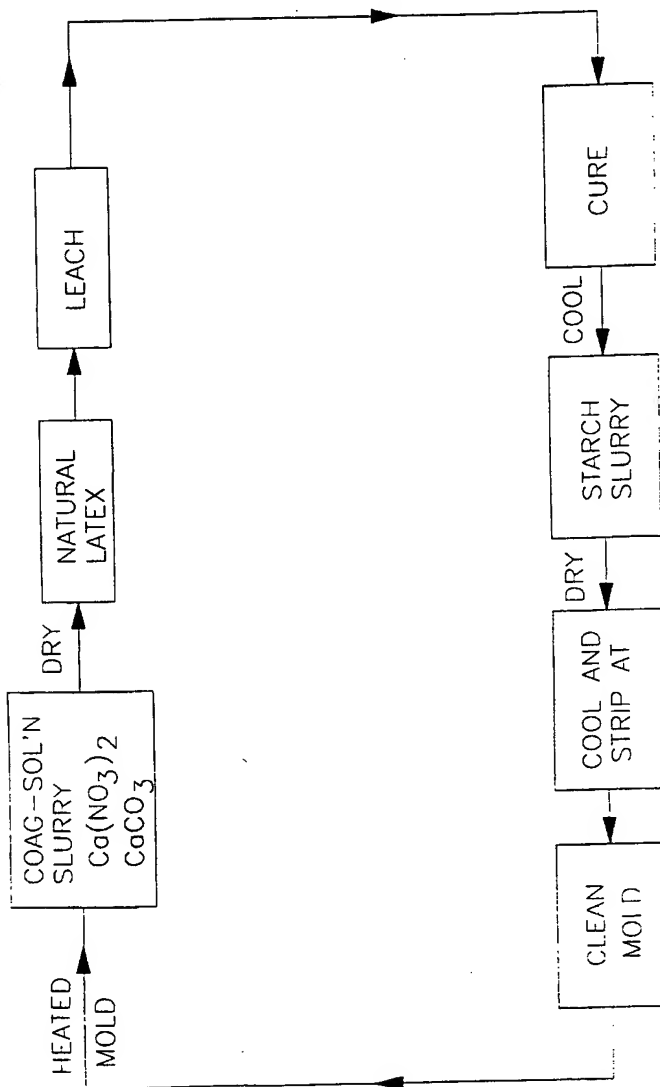 HEATED
MOLD
COAG-SOL'N
SLURRY
Ca(NO3)2
CaCO3
DRY
NATURAL
LATEX
LEACH
CURE
COOL
STARCH
SLURRY
DRY
COOL AND
STRIP AT
CLEAN
MOLD